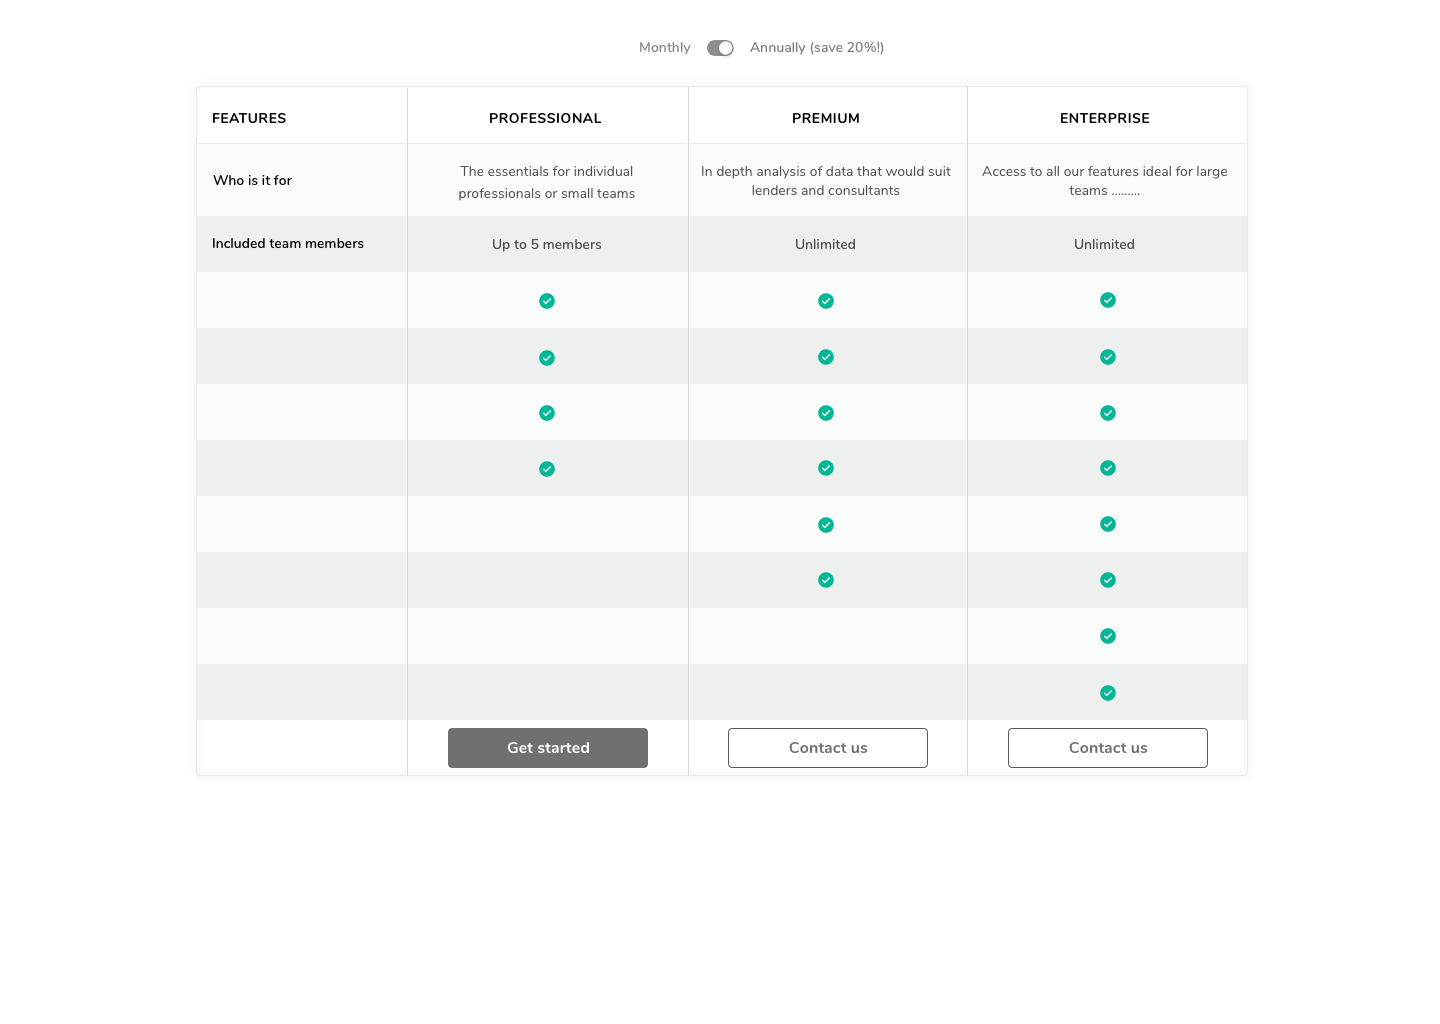 Monthly Annually (save 20%!)
FEATURES PROFESSIONAL PREMIUM ENTERPRISE
Who is it for
The essentials for individual
professionals or small teams
In depth analysis of data that would suit
lenders and consultants
Access to all our features ideal for large
teams .........
Included team members Up to 5 members Unlimited Unlimited
Get started Contact us Contact us